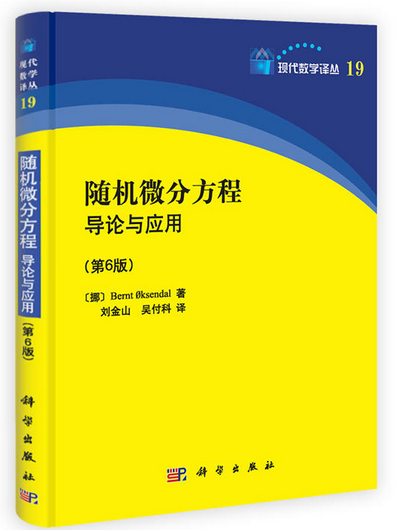 现代数学译丛 19
随机微分方程
导论与应用
(第6版)
〔挪〕Bernt Øksendal 著
刘金山 吴付科 译
SP 科学出版社
现代
数学
译丛
19
随机微分方程 导论与应用 (第6版)
科学出版社